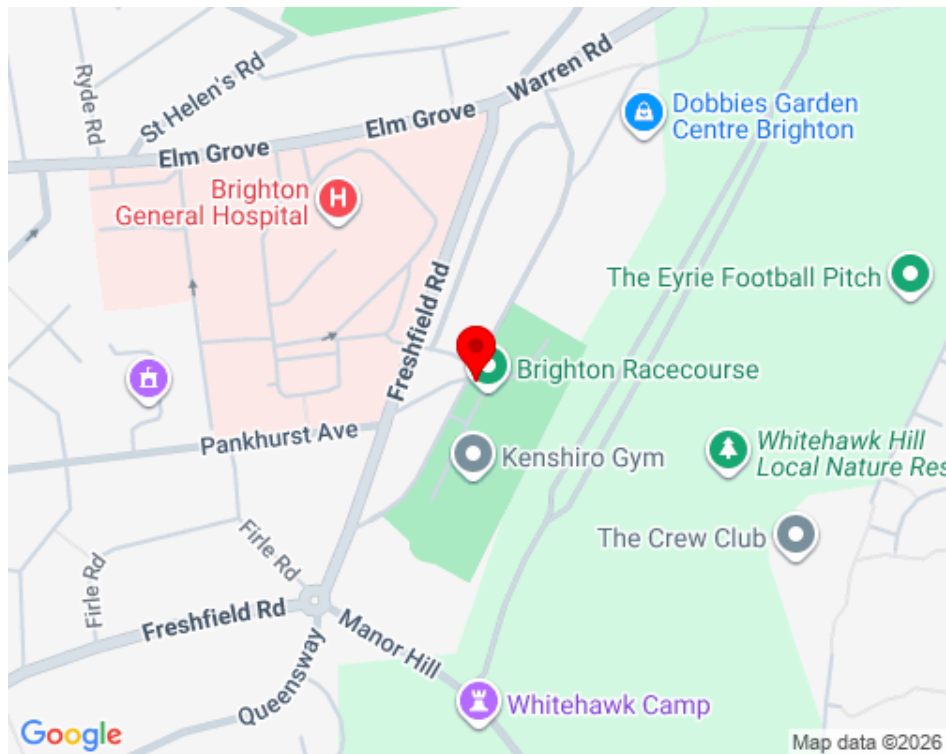 Warren Rd
Ryde Rd
St Helen's Rd
Dobbies Garden
Centre Brighton
Elm Grove
Elm Grove
Brighton
General Hospital
H
The Eyrie Football Pitch
Freshfield Rd
Brighton Racecourse
Pankhurst Ave
Whitehawk Hill
Local Nature Res
Kenshiro Gym
The Crew Club
Firle Rd
Firle Rd
Freshfield Rd
Manor Hill
Queensway
Whitehawk Camp
Google
Map data ©2026